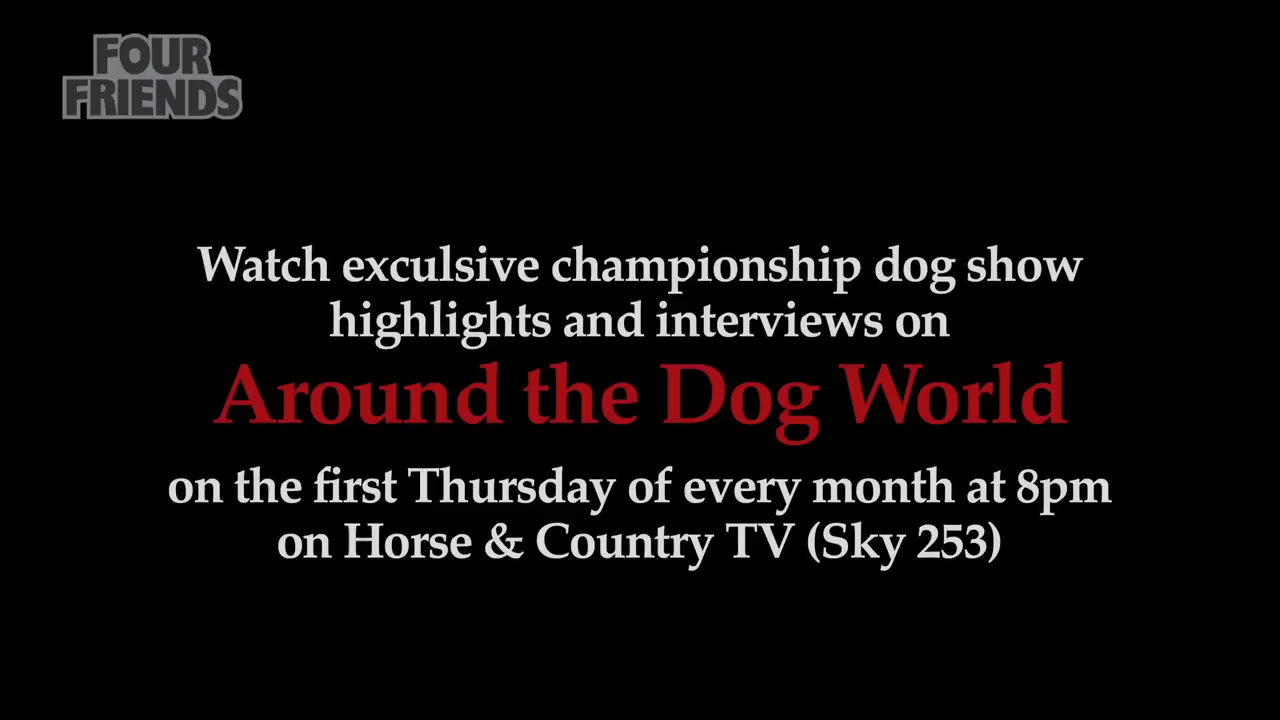 FOUR
FRIENDS
Watch exculsive championship dog show
highlights and interviews on
Around the Dog World
on the first Thursday of every month at 8pm
on Horse & Country TV (Sky 253)